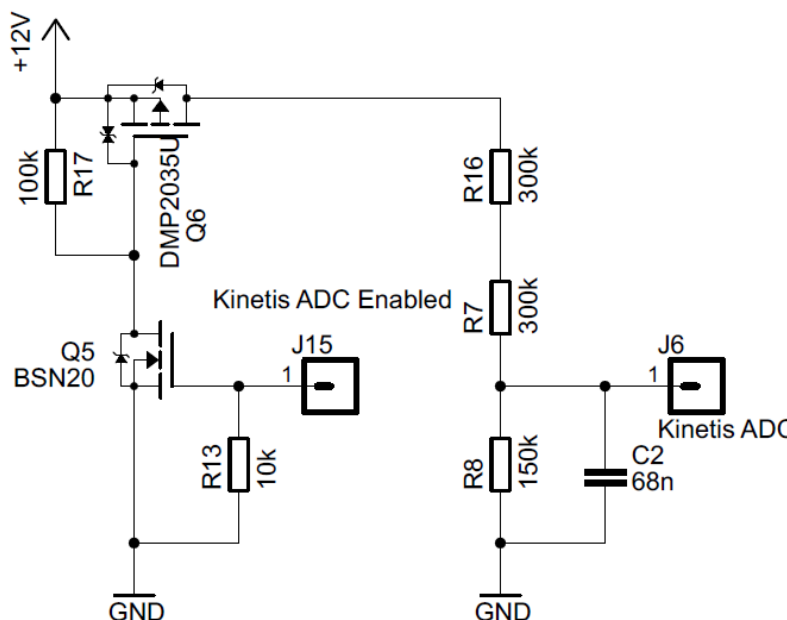 +12V
100k
R17
DMP2035U
Q6
R16
300k
Kinetis ADC Enabled
R7
300k
Q5
BSN20
J15
1
J6
1
Kinetis ADC
R13
10k
R8
150k
C2
68n
GND
GND